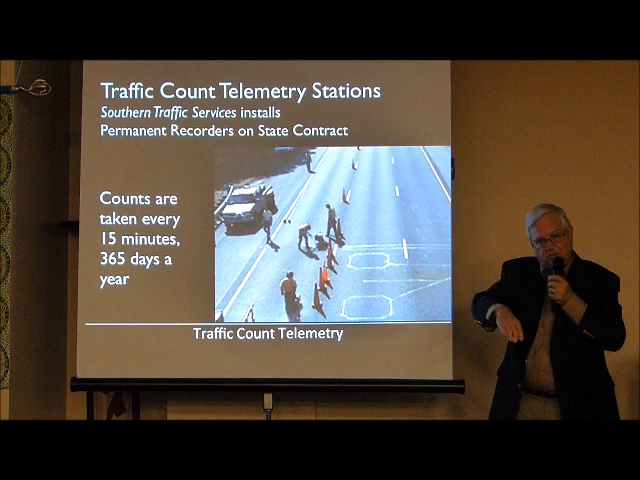 Traffic Count Telemetry Stations
Southern Traffic Services installs
Permanent Recorders on State Contract
Counts are
taken every
15 minutes,
365 days a
year
Traffic Count Telemetry